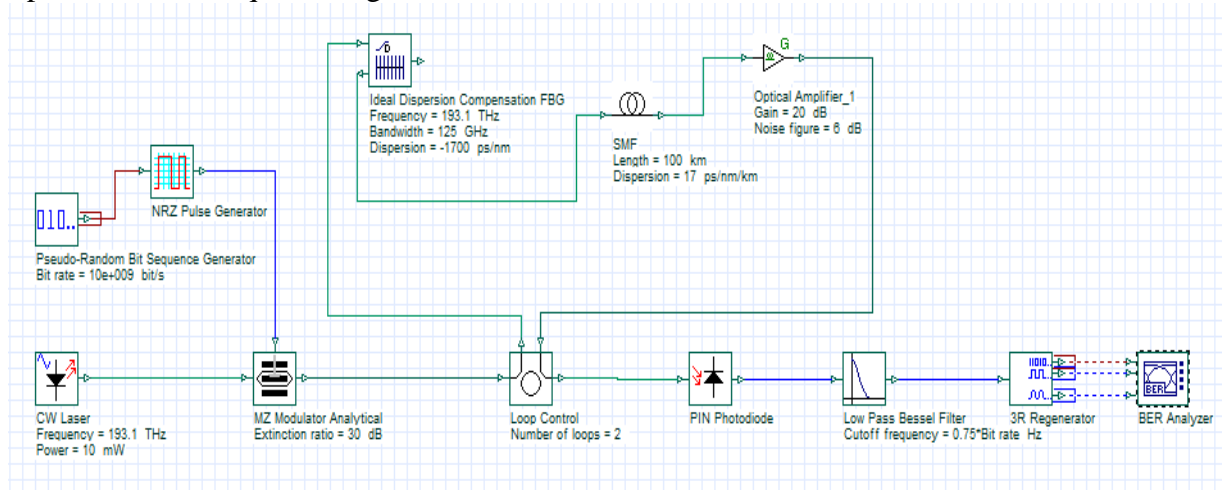 Ideal Dispersion Compensation FBG
Frequency = 193.1 THz
Bandwidth = 125 GHz
Dispersion = -1700 ps/nm
G
Optical Amplifier_1
Gain = 20 dB
Noise figure = 6 dB
SMF
Length = 100 km
Dispersion = 17 ps/nm/km
NRZ Pulse Generator
010..
Pseudo-Random Bit Sequence Generator
Bit rate = 10e+009 bit/s
CW Laser
Frequency = 193.1 THz
Power = 10 mW
MZ Modulator Analytical
Extinction ratio = 30 dB
Loop Control
Number of loops = 2
PIN Photodiode
Low Pass Bessel Filter
Cutoff frequency = 0.75*Bit rate Hz
3R Regenerator
BER
BER Analyzer